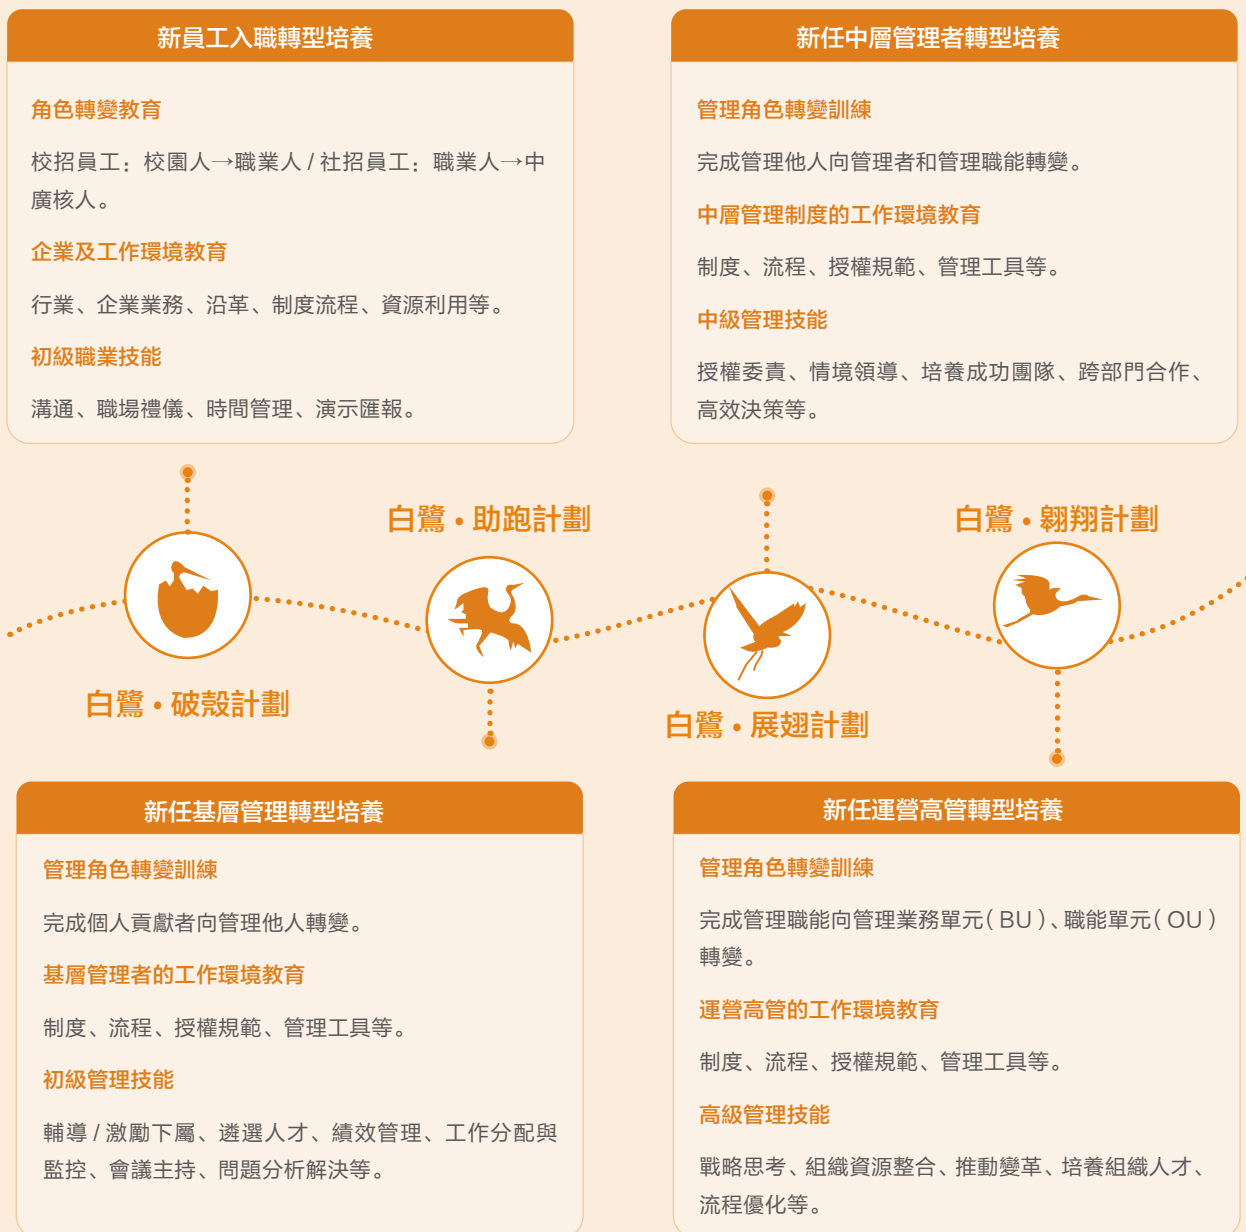 新員工入職轉型培養
角色轉變教育
校招員工：校園人→職業人 / 社招員工：職業人→中
廣核人。
企業及工作環境教育
行業、企業業務、沿革、制度流程、資源利用等。
初級職業技能
溝通、職場禮儀、時間管理、演示匯報。
新任中層管理者轉型培養
管理角色轉變訓練
完成管理他人向管理者和管理職能轉變。
中層管理制度的工作環境教育
制度、流程、授權規範、管理工具等。
中級管理技能
授權委責、情境領導、培養成功團隊、跨部門合作、
高效決策等。
白鷺・破殼計劃
白鷺・助跑計劃
白鷺・展翅計劃
白鷺・翱翔計劃
新任基層管理轉型培養
管理角色轉變訓練
完成個人貢獻者向管理他人轉變。
基層管理者的工作環境教育
制度、流程、授權規範、管理工具等。
初級管理技能
輔導 / 激勵下屬、遴選人才、績效管理、工作分配與
監控、會議主持、問題分析解決等。
新任運營高管轉型培養
管理角色轉變訓練
完成管理職能向管理業務單元（BU）、職能單元（OU）
轉變。
運營高管的工作環境教育
制度、流程、授權規範、管理工具等。
高級管理技能
戰略思考、組織資源整合、推動變革、培養組織人才、
流程優化等。